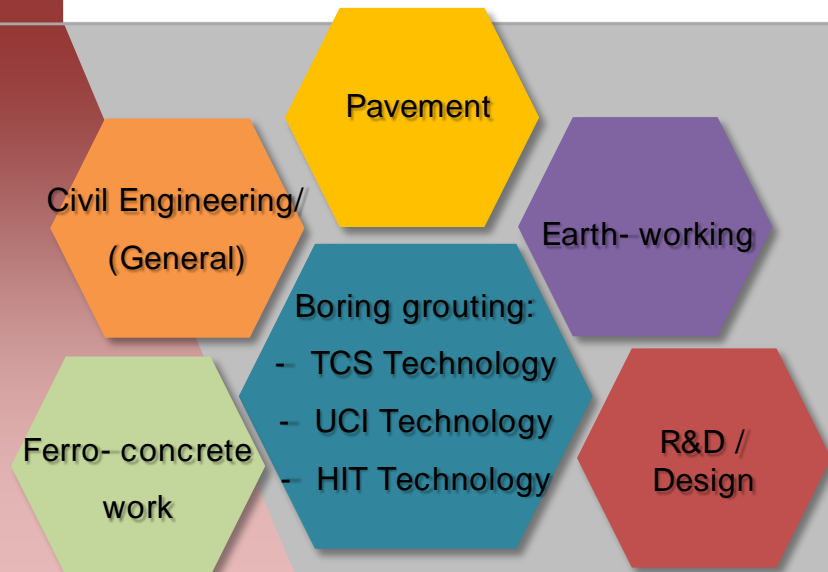 Pavement
Civil Engineering/
(General)
Earth- working
Boring grouting:
- TCS Technology
- UCI Technology
- HIT Technology
Ferro- concrete
work
R&D /
Design